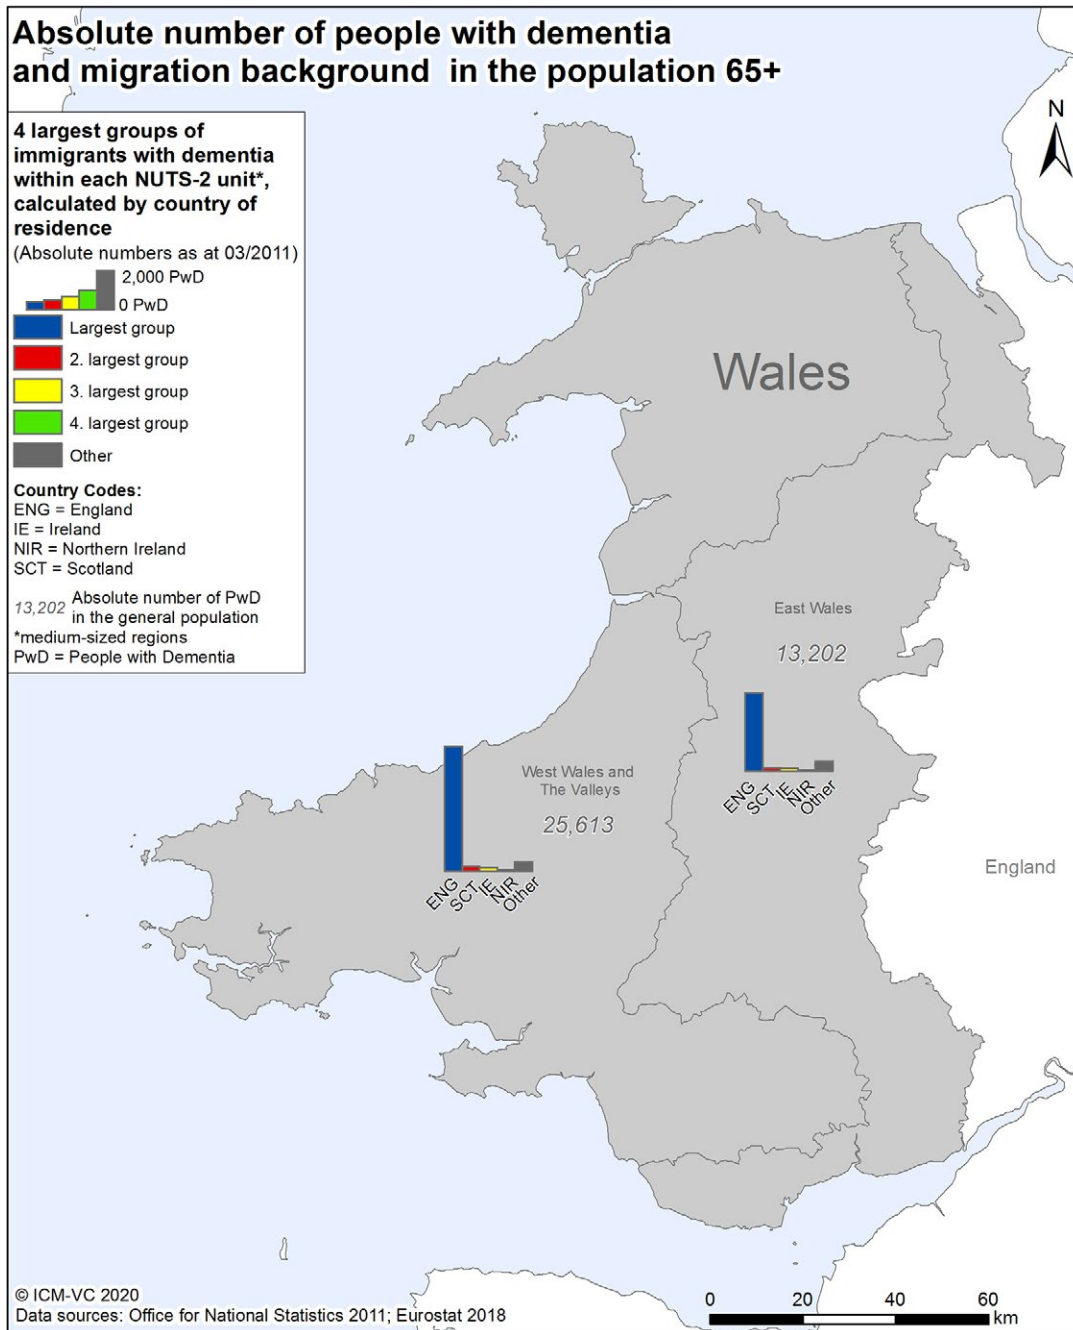 Absolute number of people with dementia
and migration background in the population 65+
4 largest groups of
immigrants with dementia
within each NUTS-2 unit*,
calculated by country of
residence
(Absolute numbers as at 03/2011)
2,000 PwD
0 PwD
Largest group
2. largest group
3. largest group
4. largest group
Other
Country Codes:
ENG = England
IE = Ireland
NIR = Northern Ireland
SCT = Scotland
13,202 Absolute number of PwD
in the general population
*medium-sized regions
PwD = People with Dementia
N
Wales
East Wales
13,202
ENG
SCT
IE
NIR
Other
West Wales and
The Valleys
25,613
ENG
SCT
IE
NIR
Other
England
© ICM-VC 2020
Data sources: Office for National Statistics 2011; Eurostat 2018
0 20 40 60
km